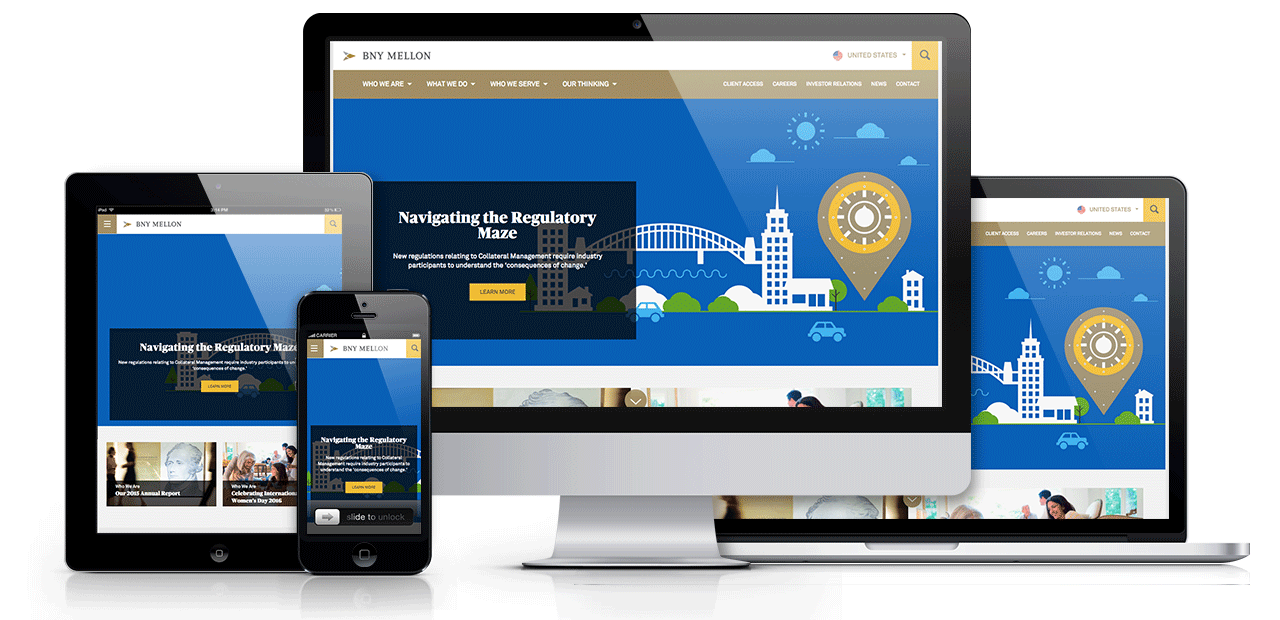 BNY MELLON
UNITED STATES
WHO WE ARE WHAT WE DO WHO WE SERVE OUR THINKING
CLIENT ACCESS CAREERS INVESTOR RELATIONS NEWS CONTACT
Navigating the Regulatory
Maze
New regulations relating to Collateral Management require industry
participants to understand the 'consequences of change.'
LEARN MORE
iPad
BNY MELLON
Navigating the Regulatory Maze
New regulations relating to Collateral Management require industry participants to
'consequences of change.'
LEARN MORE
Who We Are
Our 2015 Annual Report
Who We Are
Celebrating Internation
Women's Day 2016
CARRIER
BNY MELLON
Navigating the Regulatory
Maze
New regulations relating to Collateral
Management require industry participants to
understand the 'consequences of change.'
LEARN MORE
slide to unlock
UNITED STATES
CLIENT ACCESS CAREERS INVESTOR RELATIONS NEWS CONTACT